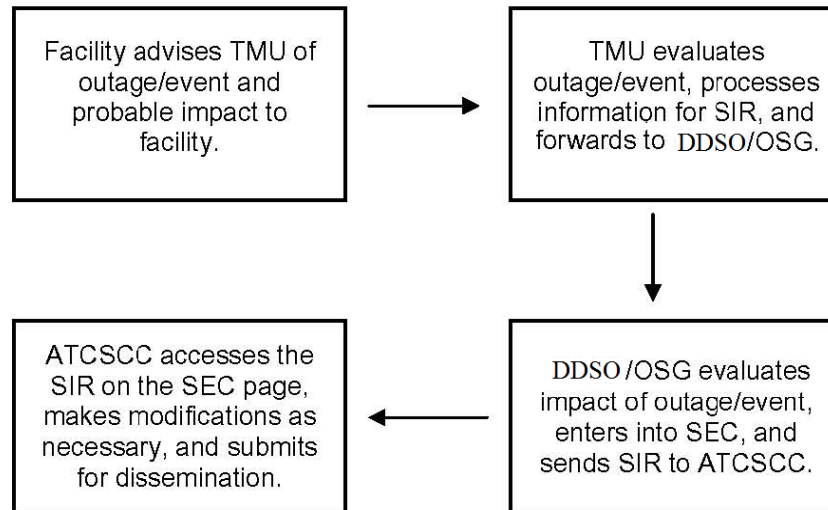 Facility advises TMU of
outage/event and
probable impact to
facility.
TMU evaluates
outage/event, processes
information for SIR, and
forwards to DDSO/OSG.
DDSO/OSG evaluates
impact of outage/event,
enters into SEC, and
sends SIR to ATCSCC.
ATCSCC accesses the
SIR on the SEC page,
makes modifications as
necessary, and submits
for dissemination.